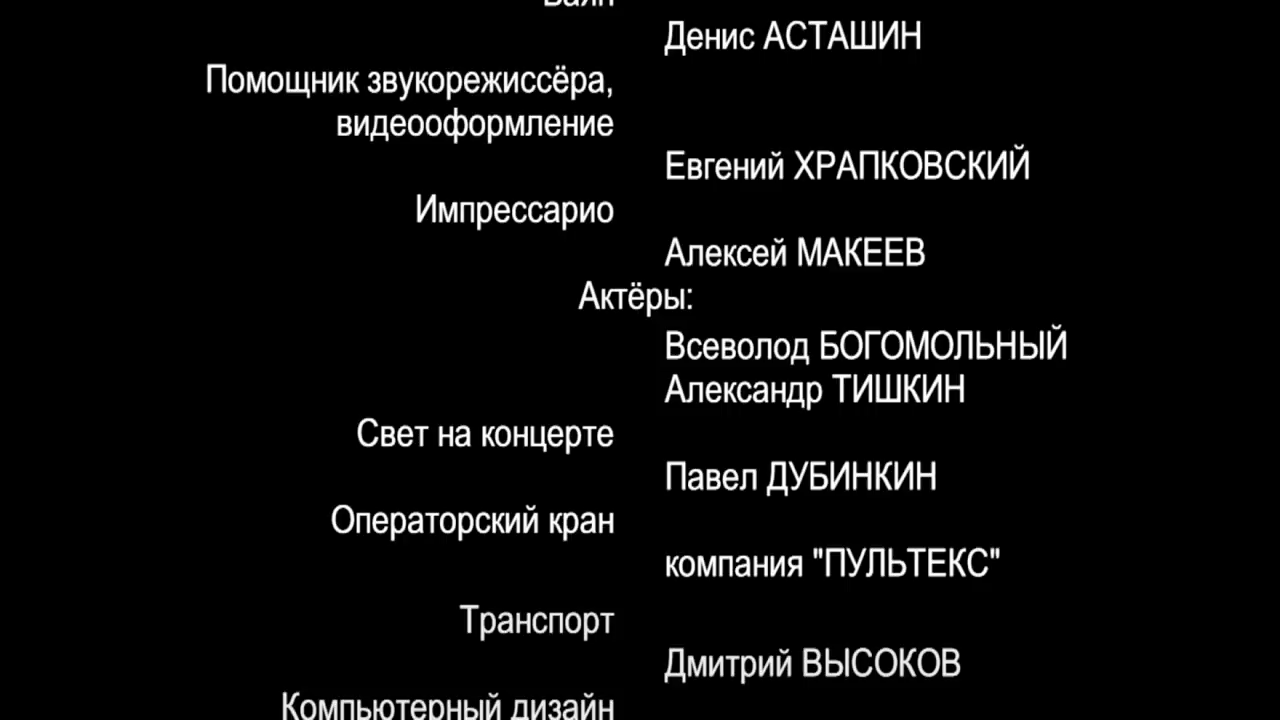 Баян
Денис АСТАШИН
Помощник звукорежиссёра,
видеооформление
Евгений ХРАПКОВСКИЙ
Импрессарио
Алексей МАКЕЕВ
Актёры:
Всеволод БОГОМОЛЬНЫЙ
Александр ТИШКИН
Свет на концерте
Павел ДУБИНКИН
Операторский кран
компания "ПУЛЬТЕКС"
Транспорт
Дмитрий ВЫСОКОВ
Компьютерный дизайн